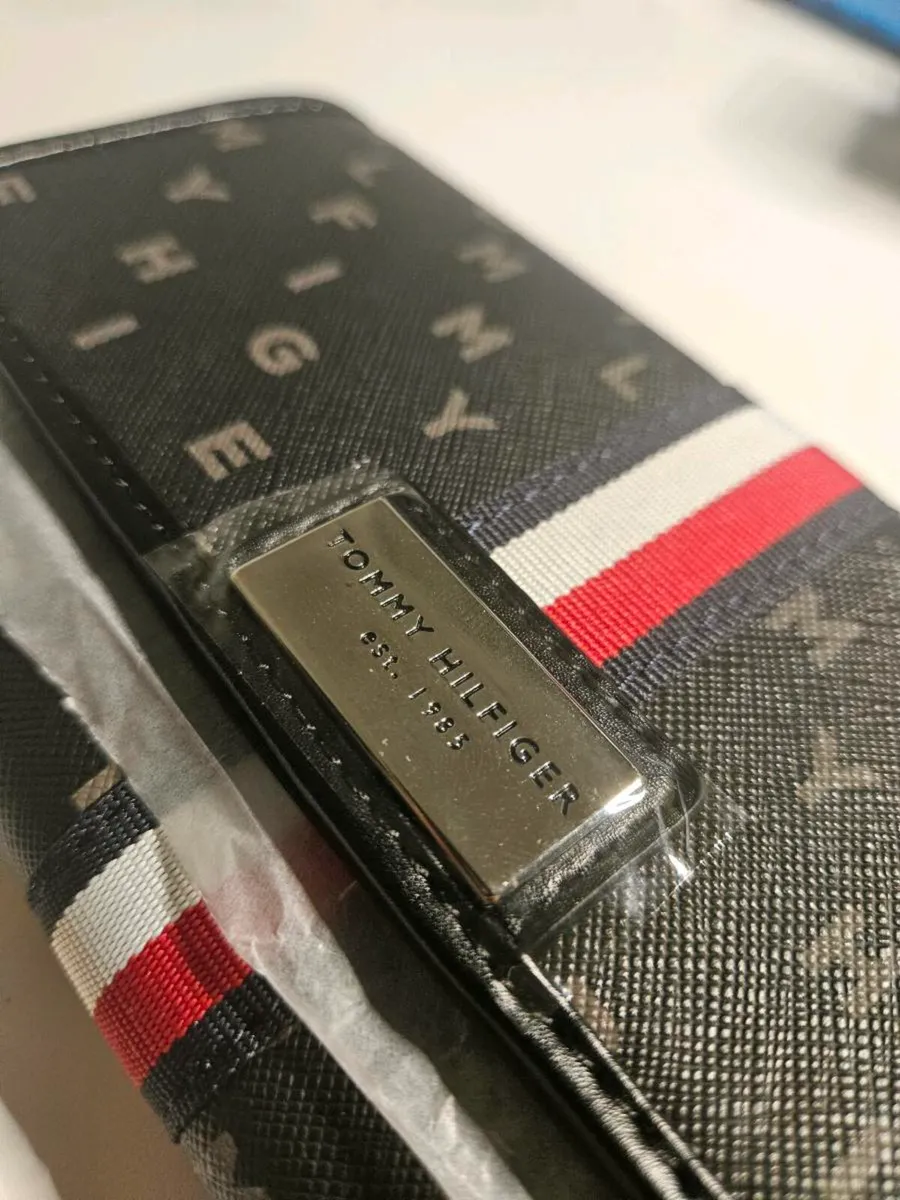 M L
E Y F M
H I M
I G Y L
E
TOMMY HILFIGER
est. 1985